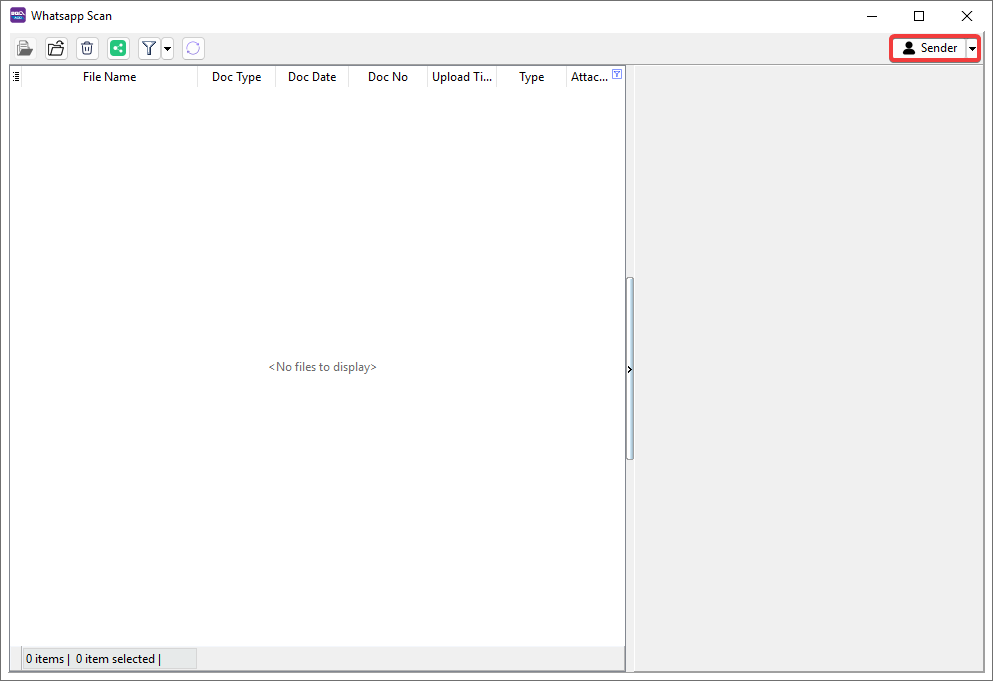 Whatsapp Scan
Sender
File Name Doc Type Doc Date Doc No Upload Ti... Type Attac...
<No files to display>
0 items | 0 item selected |